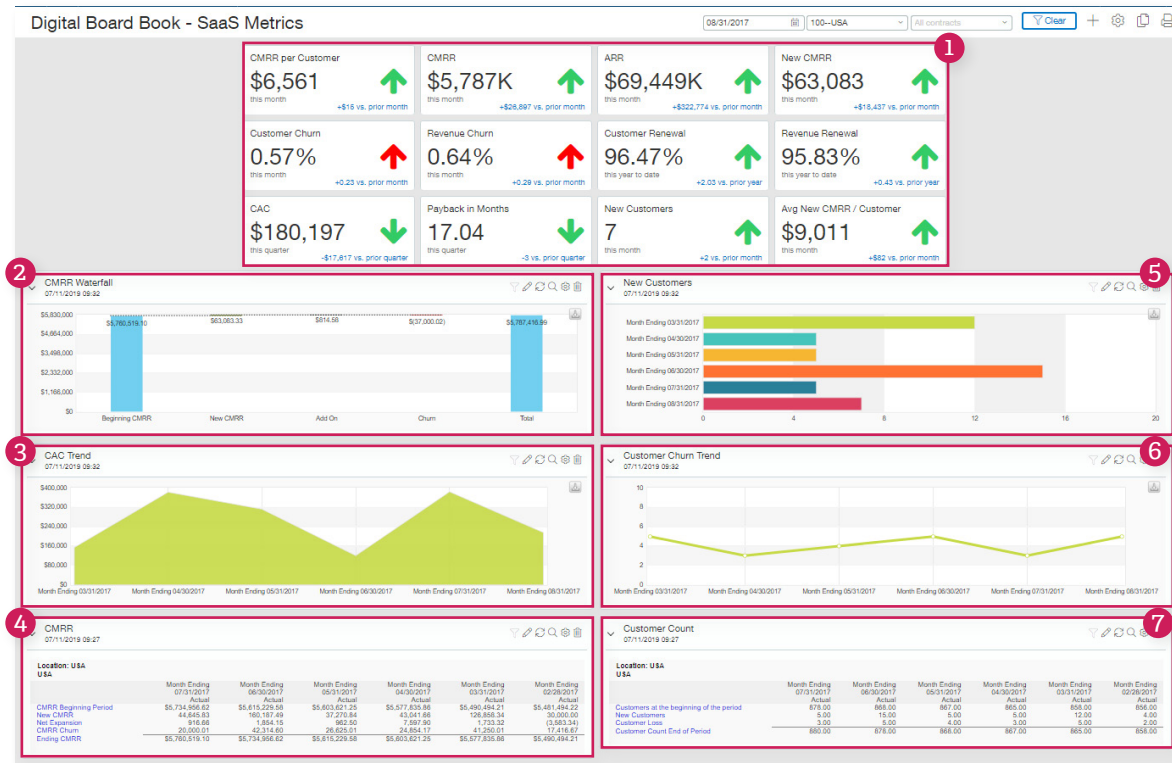 Digital Board Book - SaaS Metrics
08/31/2017
100--USA
All contracts
Clear
1
CMRR per Customer
$6,561
this month
+$15 vs. prior month
CMRR
$5,787K
this month
+$26,897 vs. prior month
ARR
$69,449K
this month
+$322,774 vs. prior month
New CMRR
$63,083
this month
+$18,437 vs. prior month
Customer Churn
0.57%
this month
+0.23 vs. prior month
Revenue Churn
0.64%
this month
+0.29 vs. prior month
Customer Renewal
96.47%
this year to date
+2.03 vs. prior year
Revenue Renewal
95.83%
this year to date
+0.43 vs. prior year
CAC
$180,197
this quarter
-$17,617 vs. prior quarter
Payback in Months
17.04
this quarter
-3 vs. prior quarter
New Customers
7
this month
+2 vs. prior month
Avg New CMRR / Customer
$9,011
this month
+$82 vs. prior month
2
CMRR Waterfall
07/11/2019 09:32
$5,830,000
$4,664,000
$3,498,000
$2,332,000
$1,166,000
$0
$5,760,519.10
$63,083.33
$814.58
$(37,000.02)
$5,787,416.99
Beginning CMRR
New CMRR
Add On
Churn
Total
5
New Customers
07/11/2019 09:32
Month Ending 03/31/2017
Month Ending 04/30/2017
Month Ending 05/31/2017
Month Ending 06/30/2017
Month Ending 07/31/2017
Month Ending 08/31/2017
0 4 8 12 16 20
3
CAC Trend
07/11/2019 09:32
$400,000
$320,000
$240,000
$160,000
$80,000
$0
Month Ending 03/31/2017 Month Ending 04/30/2017 Month Ending 05/31/2017 Month Ending 06/30/2017 Month Ending 07/31/2017 Month Ending 08/31/2017
6
Customer Churn Trend
07/11/2019 09:32
10
8
6
4
2
0
Month Ending 03/31/2017 Month Ending 04/30/2017 Month Ending 05/31/2017 Month Ending 06/30/2017 Month Ending 07/31/2017 Month Ending 08/31/2017
4
CMRR
07/11/2019 09:27
Location: USA
USA
Month Ending Month Ending Month Ending Month Ending Month Ending Month Ending
07/31/2017 06/30/2017 05/31/2017 04/30/2017 03/31/2017 02/28/2017
Actual Actual Actual Actual Actual Actual
CMRR Beginning Period $5,734,956.62 $5,615,229.58 $5,603,621.25 $5,577,835.86 $5,490,494.21 $5,481,494.22
New CMRR 44,645.83 160,187.49 37,270.84 43,041.66 126,858.34 30,000.00
Net Expansion 916.66 1,854.15 962.50 7,597.90 1,733.32 (3,583.34)
CMRR Churn 20,000.01 42,314.60 26,625.01 24,854.17 41,250.01 17,416.67
Ending CMRR $5,760,519.10 $5,734,956.62 $5,615,229.58 $5,603,621.25 $5,577,835.86 $5,490,494.21
7
Customer Count
07/11/2019 09:27
Location: USA
USA
Month Ending Month Ending Month Ending Month Ending Month Ending Month Ending
07/31/2017 06/30/2017 05/31/2017 04/30/2017 03/31/2017 02/28/2017
Actual Actual Actual Actual Actual Actual
Customers at the beginning of the period 878.00 868.00 867.00 865.00 858.00 856.00
New Customers 5.00 15.00 5.00 5.00 12.00 4.00
Customer Loss 3.00 5.00 4.00 3.00 5.00 2.00
Customer Count End of Period 880.00 878.00 868.00 867.00 865.00 858.00